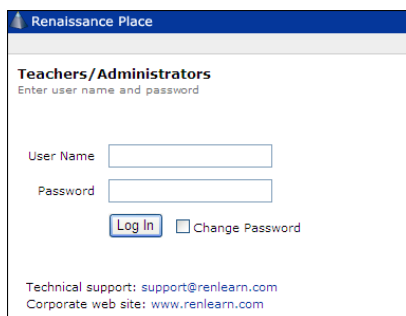 Renaissance Place
Teachers/Administrators
Enter user name and password
User Name
Password
Log In Change Password
Technical support: support@renlearn.com
Corporate web site: www.renlearn.com